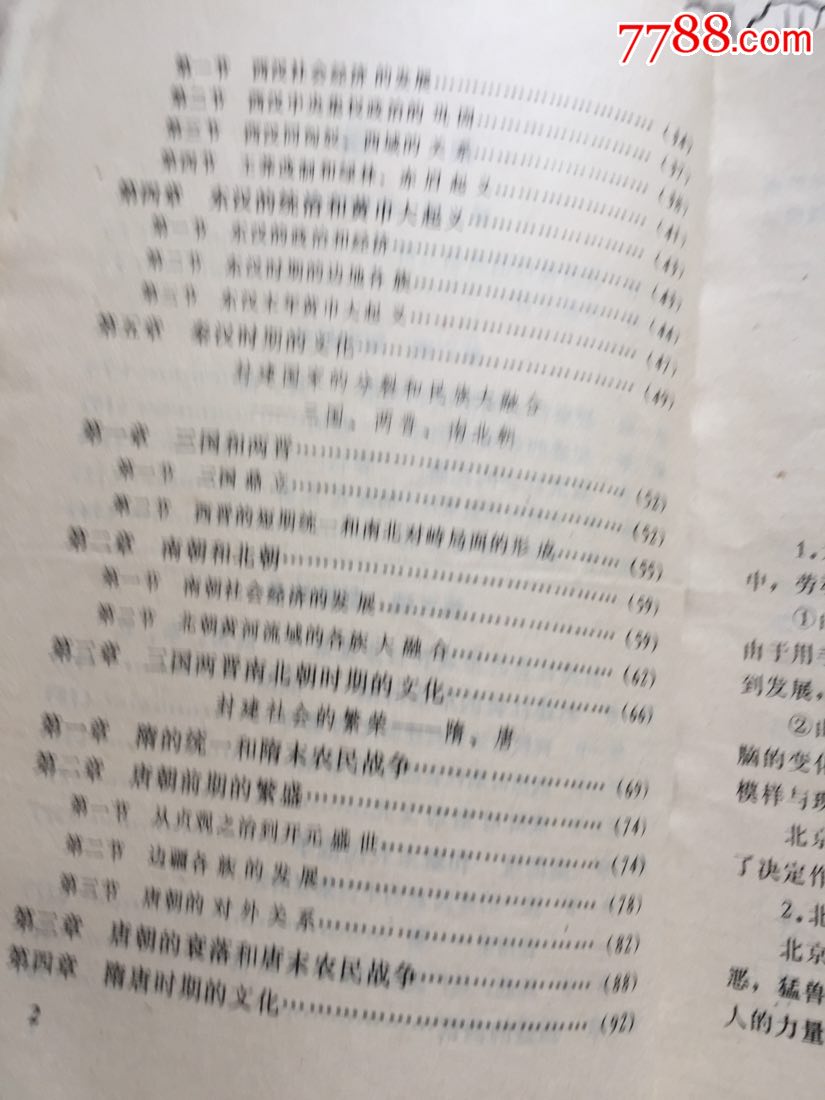 7788.com
第一节 西汉社会经济的发展……(34)
第二节 西汉中央集权政治的巩固……(37)
第三节 西汉同匈奴、西域的关系……(38)
第四节 王莽改制和绿林、赤眉起义……(41)
第四章 东汉的统治和黄巾大起义……(43)
第一节 东汉的政治和经济……(43)
第二节 东汉时期的边地各族……(44)
第三节 东汉末年黄巾大起义……(47)
第五章 秦汉时期的文化……(49)
封建国家的分裂和民族大融合
——三国、两晋、南北朝
第一章 三国和两晋……(52)
第一节 三国鼎立……(52)
第二节 西晋的短期统一和南北对峙局面的形成……(55)
第二章 南朝和北朝……(59)
第一节 南朝社会经济的发展……(59)
第二节 北朝黄河流域的各族大融合……(62)
第三章 三国两晋南北朝时期的文化……(66)
封建社会的繁荣——隋、唐
第一章 隋的统一和隋末农民战争……(69)
第二章 唐朝前期的繁盛……(74)
第一节 从贞观之治到开元盛世……(74)
第二节 边疆各族的发展……(78)
第三节 唐朝的对外关系……(82)
第三章 唐朝的衰落和唐末农民战争……(88)
第四章 隋唐时期的文化……(92)
2
1.
中，劳
①
由于用
到发展，
②由
脑的变化
模样与现
北京
了决定作
2.北
北京
恶，猛兽
人的力量